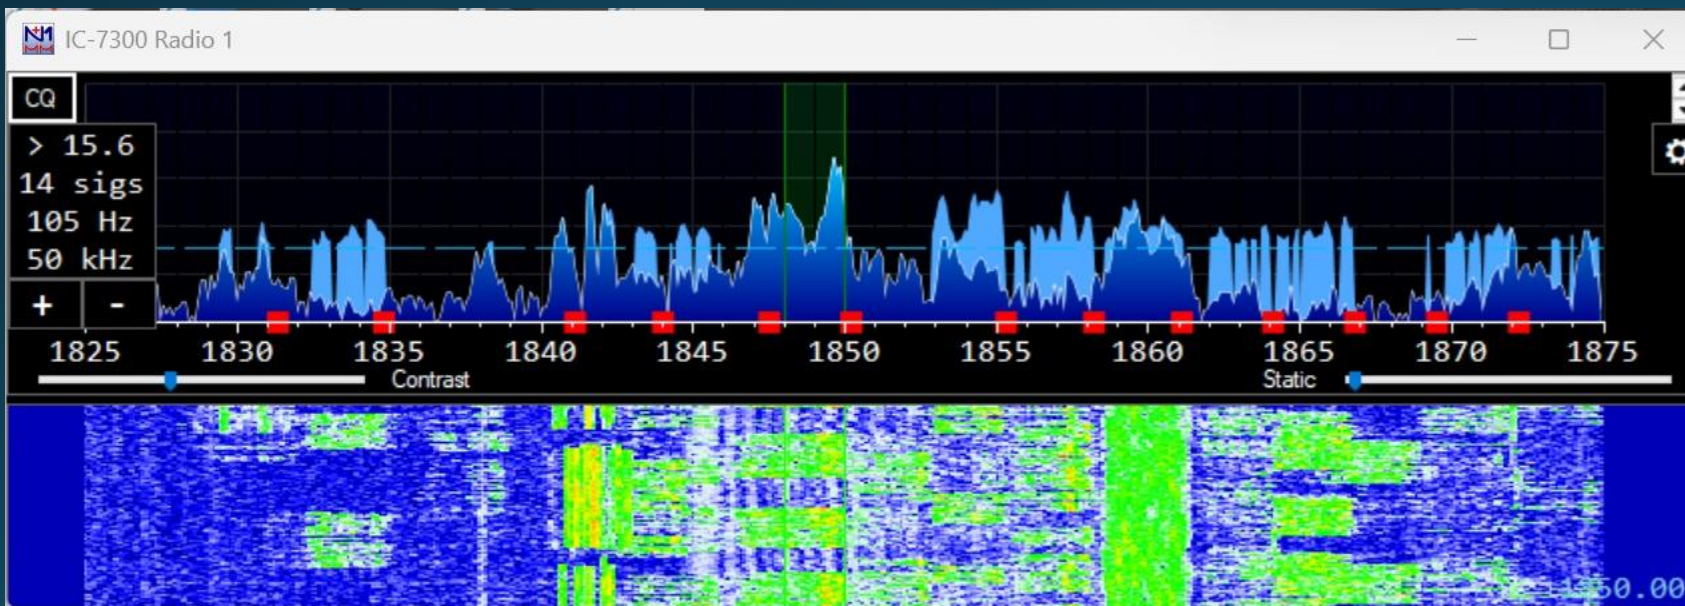 IC-7300 Radio 1
CQ
> 15.6
14 sigs
105 Hz
50 kHz
+ -
1825 1830 1835 1840 1845 1850 1855 1860 1865 1870 1875
Contrast Static